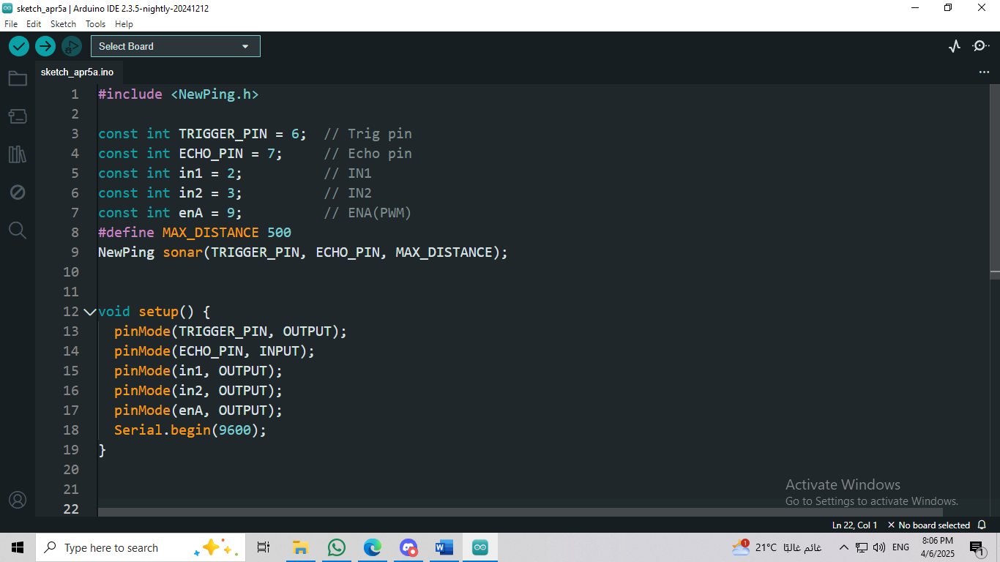 sketch_apr5a | Arduino IDE 2.3.5-nightly-20241212
File Edit Sketch Tools Help
Select Board
sketch_apr5a.ino
1 #include <NewPing.h>
2
3 const int TRIGGER_PIN = 6;  // Trig pin
4 const int ECHO_PIN = 7;     // Echo pin
5 const int in1 = 2;          // IN1
6 const int in2 = 3;          // IN2
7 const int enA = 9;          // ENA(PWM)
8 #define MAX_DISTANCE 500
9 NewPing sonar(TRIGGER_PIN, ECHO_PIN, MAX_DISTANCE);
10
11
12 void setup() {
13   pinMode(TRIGGER_PIN, OUTPUT);
14   pinMode(ECHO_PIN, INPUT);
15   pinMode(in1, OUTPUT);
16   pinMode(in2, OUTPUT);
17   pinMode(enA, OUTPUT);
18   Serial.begin(9600);
19 }
20
21
22
Activate Windows
Go to Settings to activate Windows.
Ln 22, Col 1 × No board selected
Type here to search
1 21°C غائم غالبًا ENG
8:06 PM
4/6/2025
1